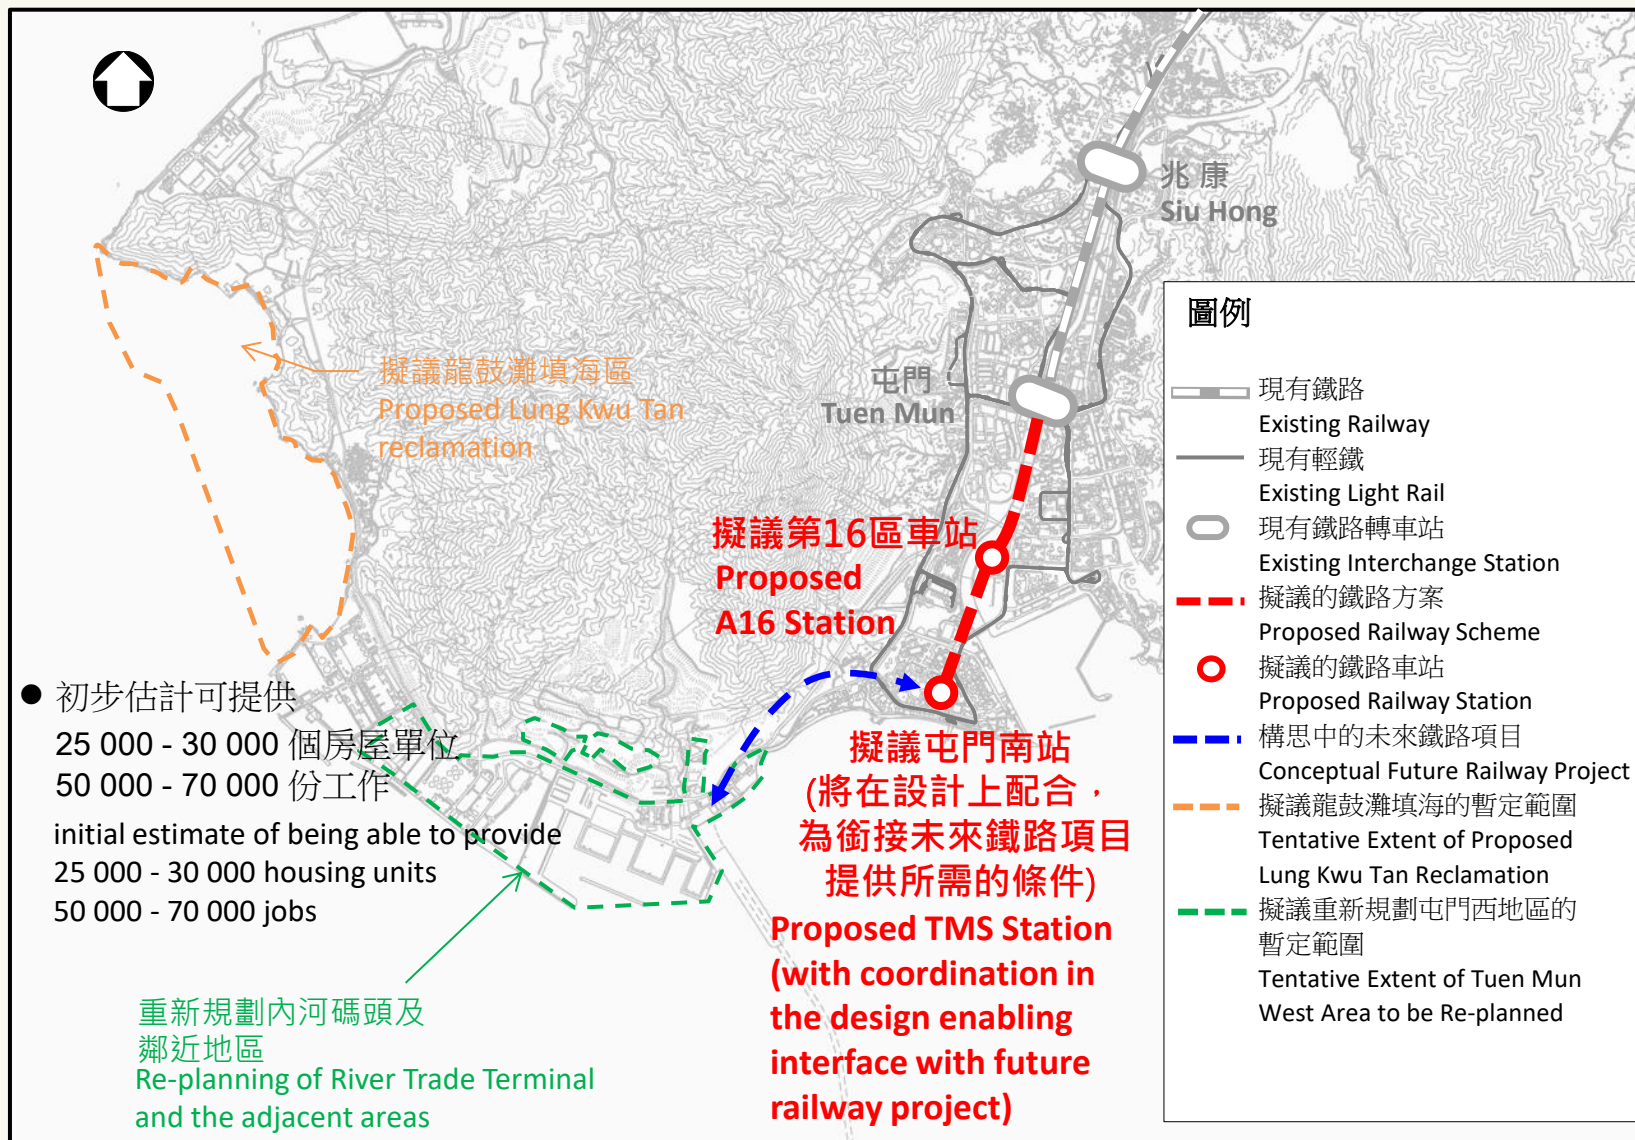 兆康
Siu Hong
屯門
Tuen Mun
擬議龍鼓灘填海區
Proposed Lung Kwu Tan
reclamation
擬議第16區車站
Proposed
A16 Station
● 初步估計可提供
25 000 - 30 000 個房屋單位
50 000 - 70 000 份工作
initial estimate of being able to provide
25 000 - 30 000 housing units
50 000 - 70 000 jobs
擬議屯門南站
(將在設計上配合，
為銜接未來鐵路項目
提供所需的條件)
Proposed TMS Station
(with coordination in
the design enabling
interface with future
railway project)
重新規劃內河碼頭及
鄰近地區
Re-planning of River Trade Terminal
and the adjacent areas
圖例
現有鐵路
Existing Railway
現有輕鐵
Existing Light Rail
現有鐵路轉車站
Existing Interchange Station
擬議的鐵路方案
Proposed Railway Scheme
擬議的鐵路車站
Proposed Railway Station
構思中的未來鐵路項目
Conceptual Future Railway Project
擬議龍鼓灘填海的暫定範圍
Tentative Extent of Proposed
Lung Kwu Tan Reclamation
擬議重新規劃屯門西地區的
暫定範圍
Tentative Extent of Tuen Mun
West Area to be Re-planned